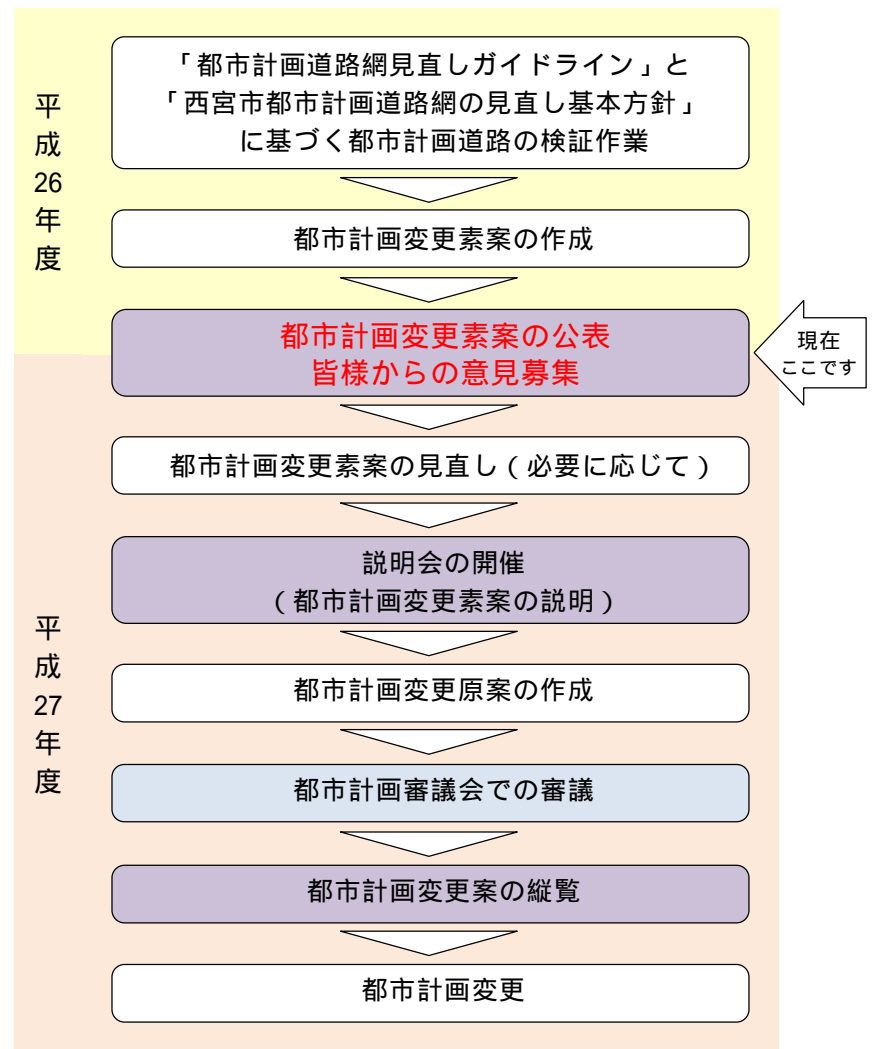 平成26年度
「都市計画道路網見直しガイドライン」と
「西宮市都市計画道路網の見直し基本方針」
に基づく都市計画道路の検証作業
都市計画変更素案の作成
都市計画変更素案の公表
皆様からの意見募集
現在
ここです
平成27年度
都市計画変更素案の見直し(必要に応じて)
説明会の開催
(都市計画変更素案の説明)
都市計画変更原案の作成
都市計画審議会での審議
都市計画変更案の縦覧
都市計画変更